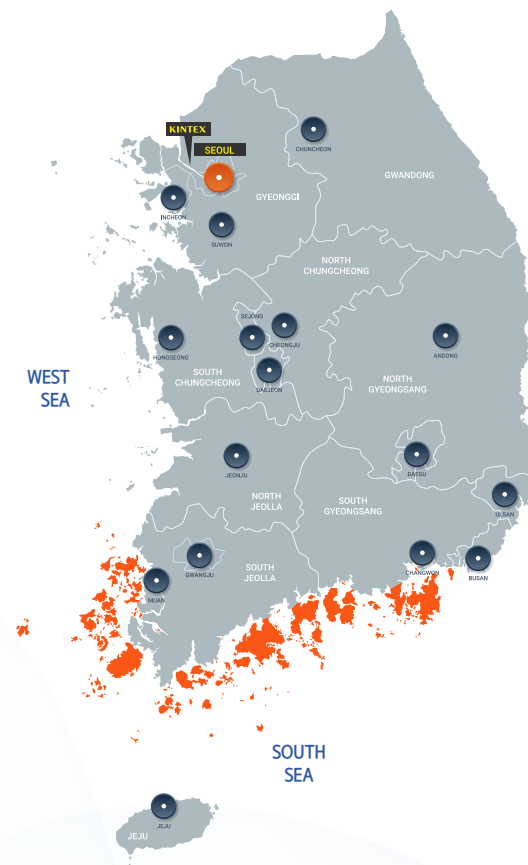 KINTEX
SEOUL
CHUNCHEON
GWANDONG
GYEONGGI
INCHEON
SUWON
NORTH
CHUNGCHEONG
SEJONG
CHEONGJU
HONGSEONG
ANDONG
SOUTH
CHUNGCHEONG
DAEJEON
NORTH
GYEONGSANG
WEST
SEA
JEONJU
DAEGU
NORTH
JEOLLA
SOUTH
GYEONGSANG
ULSAN
GWANGJU
SOUTH
JEOLLA
CHANGWON
BUSAN
MUAN
SOUTH
SEA
JEJU
JEJU